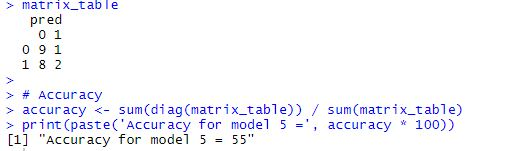 > matrix_table
pred
0 1
0 9 1
1 8 2
>
> # Accuracy
> accuracy <- sum(diag(matrix_table)) / sum(matrix_table)
> print(paste('Accuracy for model 5 =', accuracy * 100))
[1] "Accuracy for model 5 = 55"